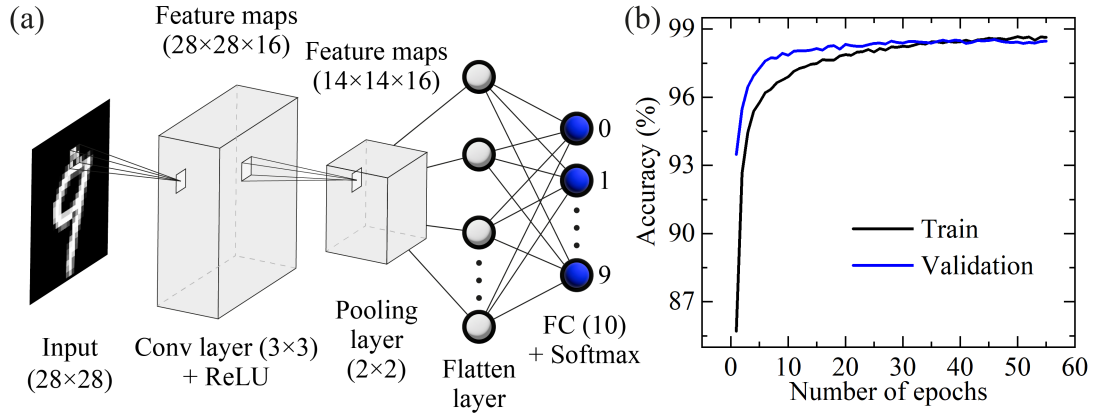 (a)
Feature maps
(28×28×16)
Feature maps
(14×14×16)
0
1
9
Input
(28×28)
Conv layer (3×3)
+ ReLU
Pooling
layer
(2×2)
Flatten
layer
FC (10)
+ Softmax
(b)
Accuracy (%)
99
96
93
90
87
Train
Validation
0 10 20 30 40 50 60
Number of epochs